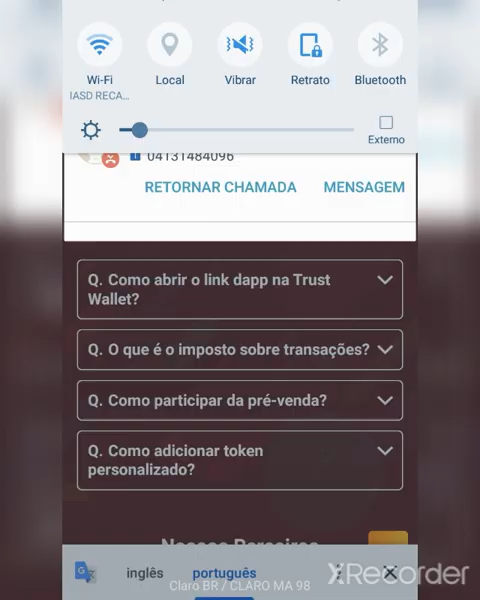 Wi-Fi
Local
Vibrar
Retrato
Bluetooth
IASD RECA...
Externo
04131484096
RETORNAR CHAMADA
MENSAGEM
Q. Como abrir o link dapp na Trust
Wallet?
Q. O que é o imposto sobre transações?
Q. Como participar da pré-venda?
Q. Como adicionar token
personalizado?
Nossos Parceiros
inglês
português
XRecorder
Claro BR / CLARO MA 98